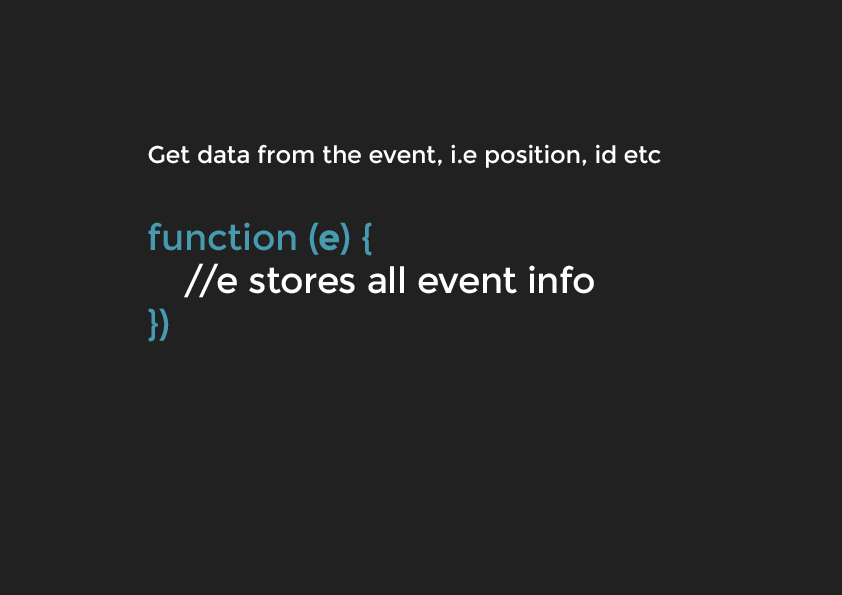 Get data from the event, i.e position, id etc
function (e) {
//e stores all event info
})